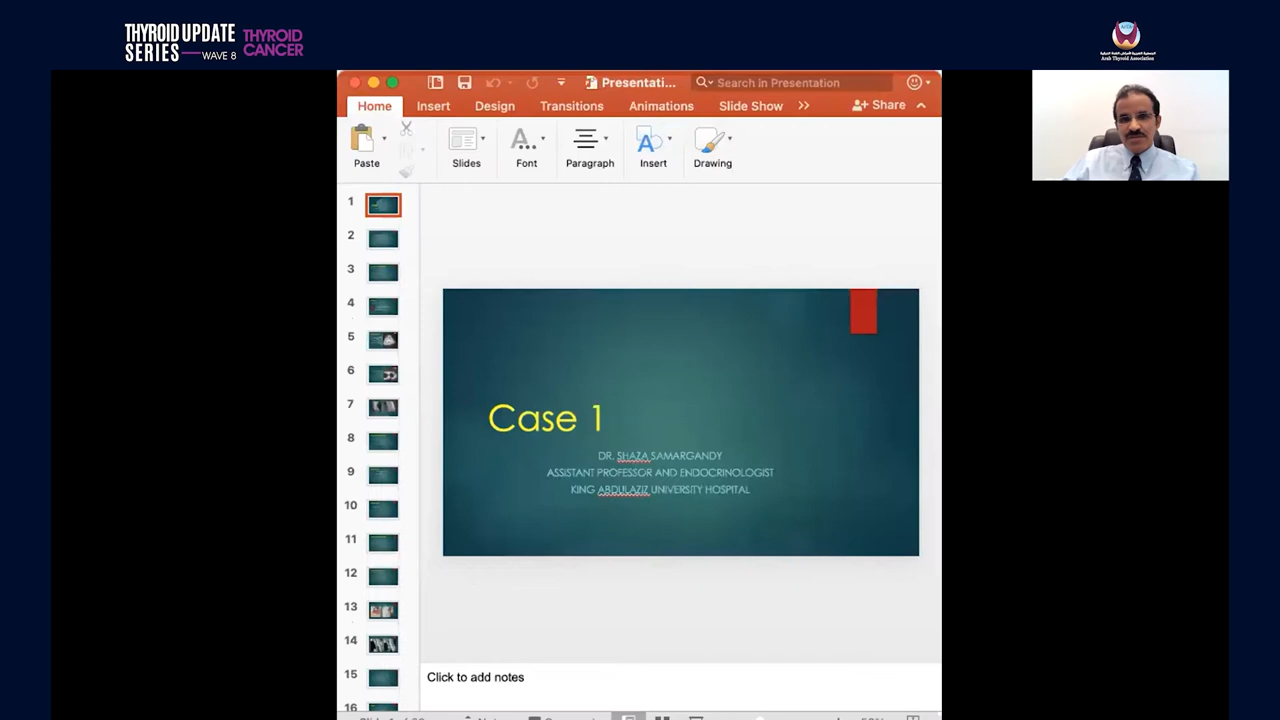 THYROID UPDATE
SERIES — WAVE 8
THYROID
CANCER
Arab Thyroid Association
Presentati...
Search in Presentation
Home
Insert
Design
Transitions
Animations
Slide Show
Share
Paste
Slides
Font
Paragraph
Insert
Drawing
1
2
3
4
5
6
7
8
9
10
11
12
13
14
15
16
Case 1
DR. SHAZA SAMARGANDY
ASSISTANT PROFESSOR AND ENDOCRINOLOGIST
KING ABDULAZIZ UNIVERSITY HOSPITAL
Click to add notes